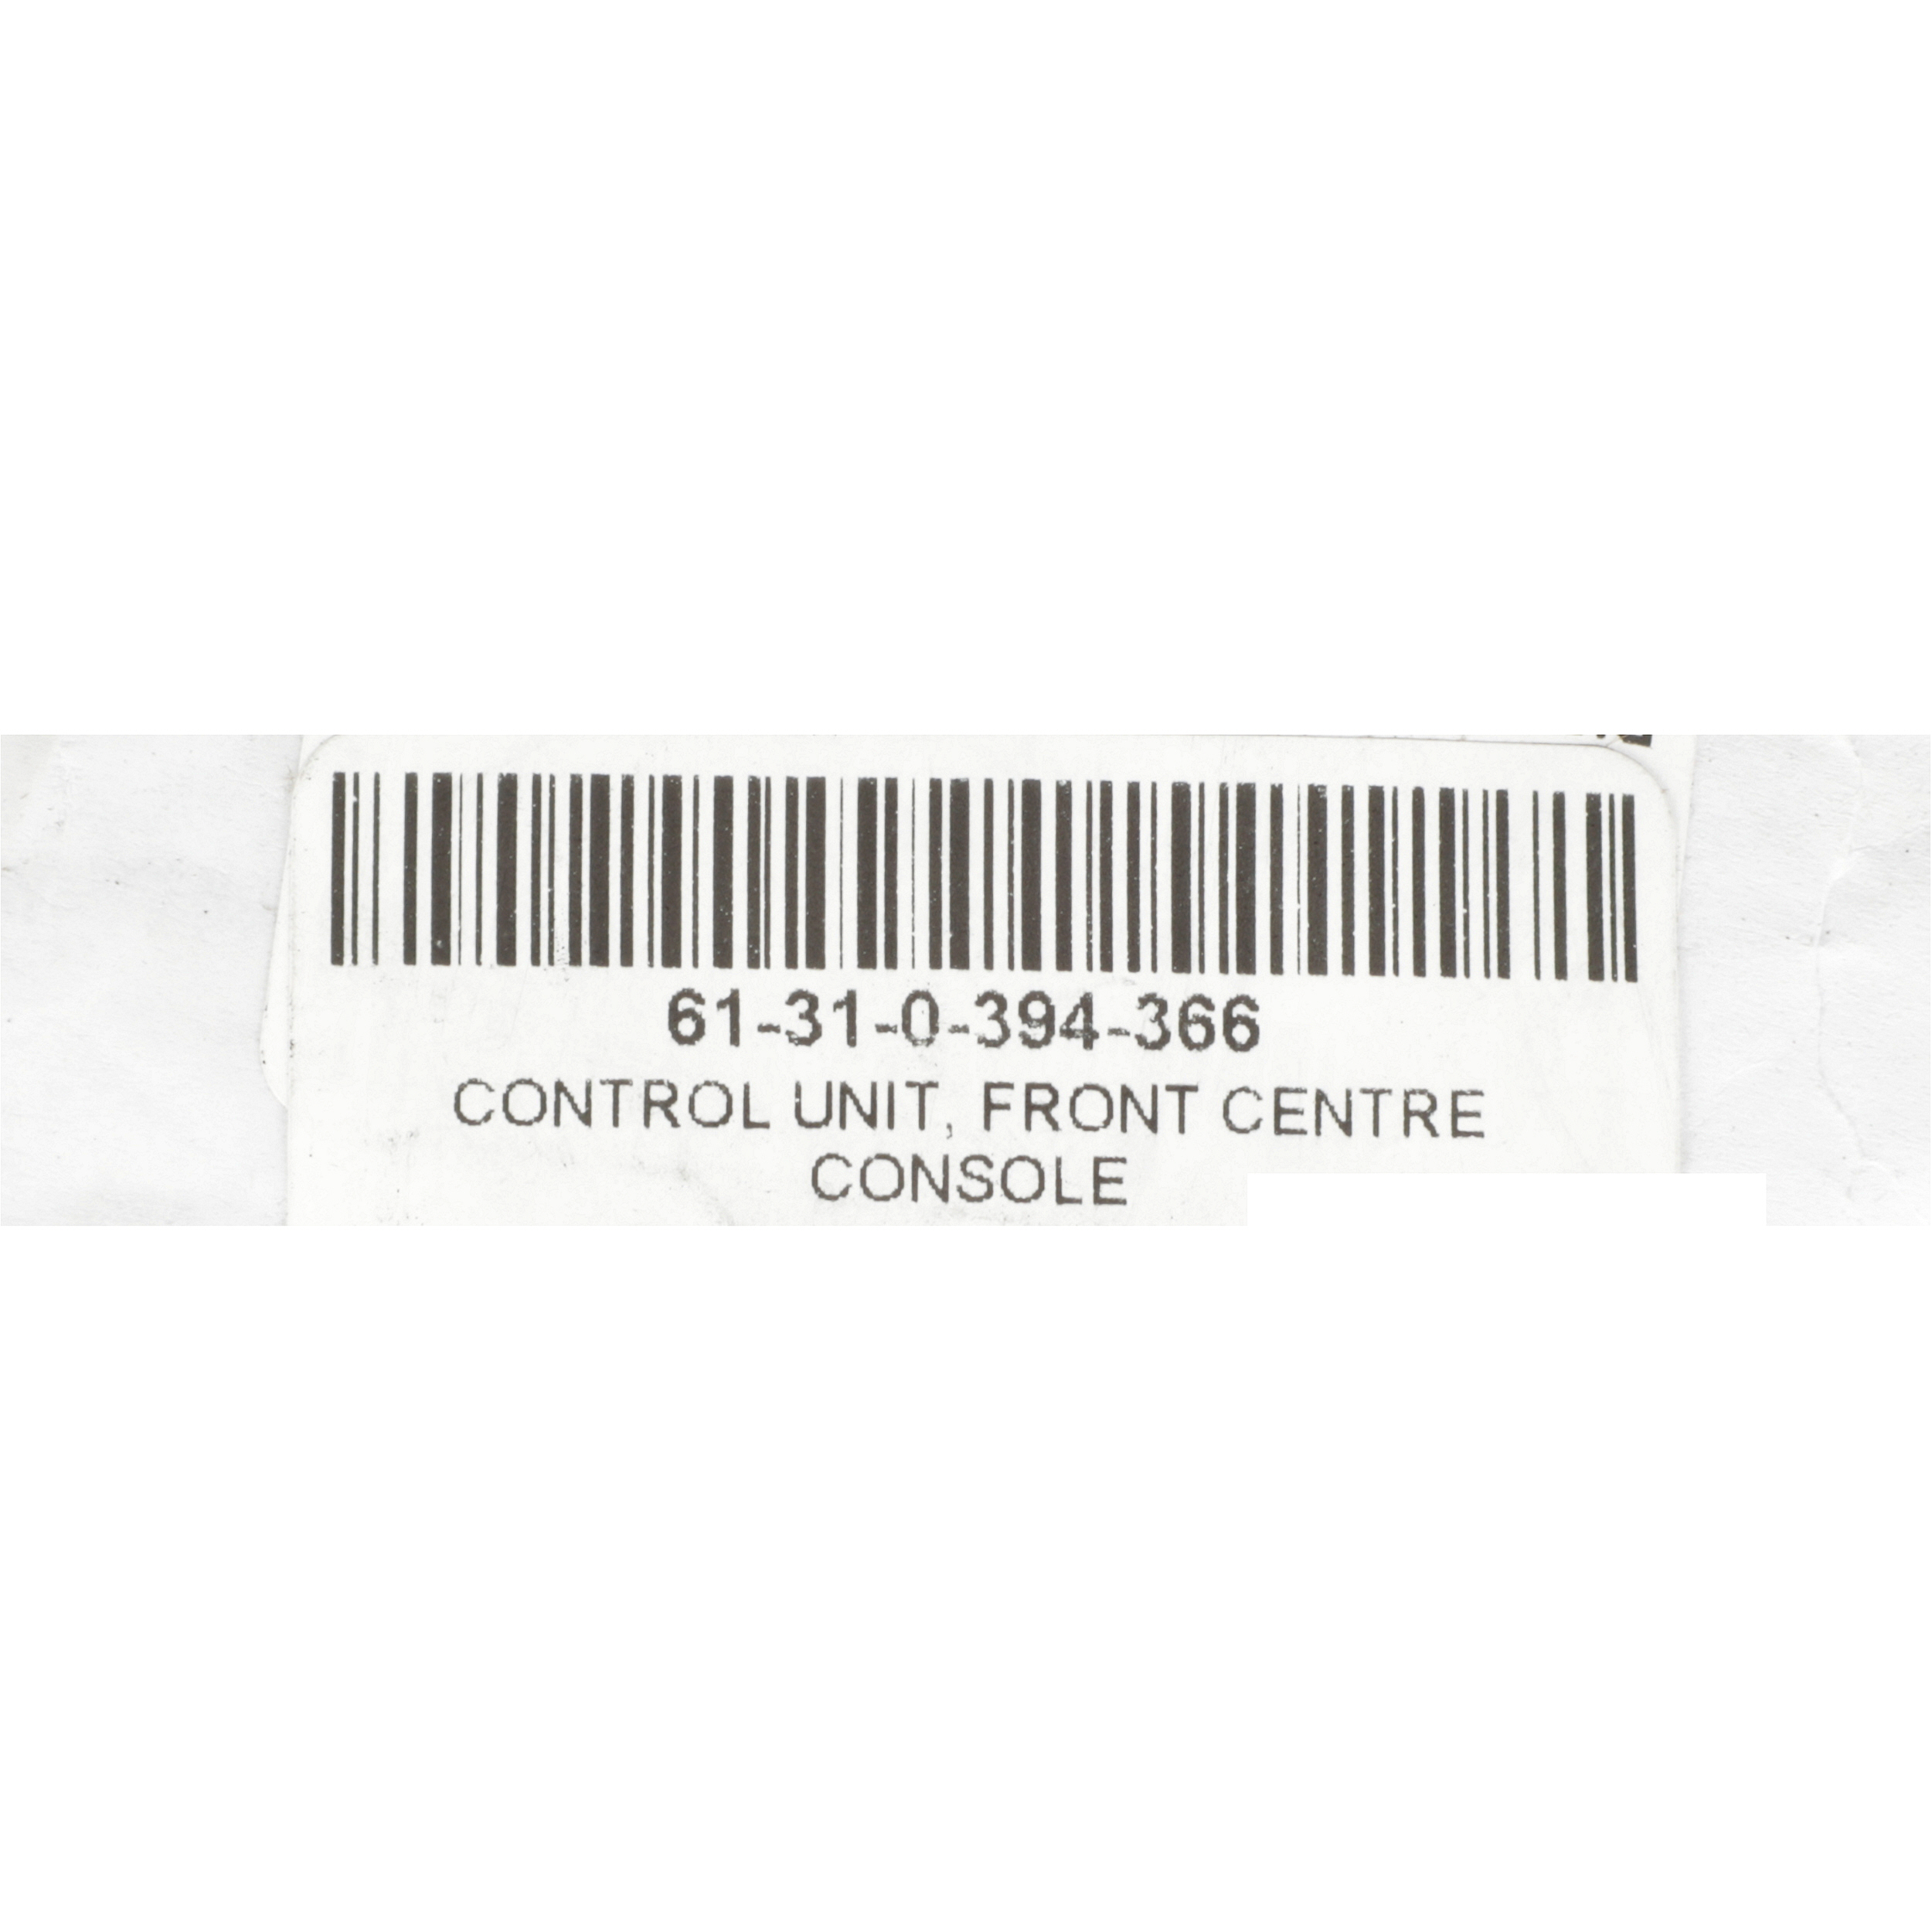 61-31-0-394-366
CONTROL UNIT, FRONT CENTRE
CONSOLE